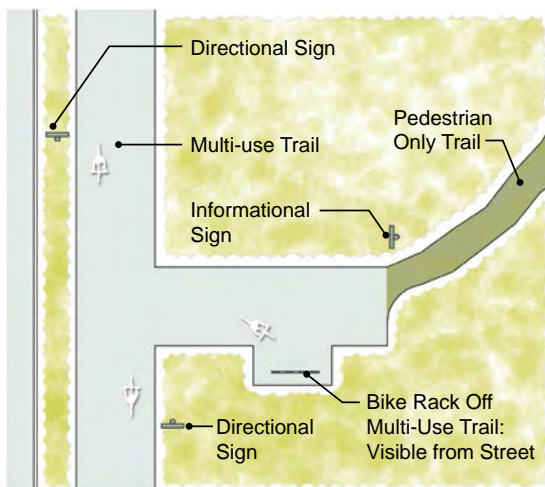 Directional Sign
Multi-use Trail
Pedestrian
Only Trail
Informational
Sign
Directional
Sign
Bike Rack Off
Multi-Use Trail:
Visible from Street